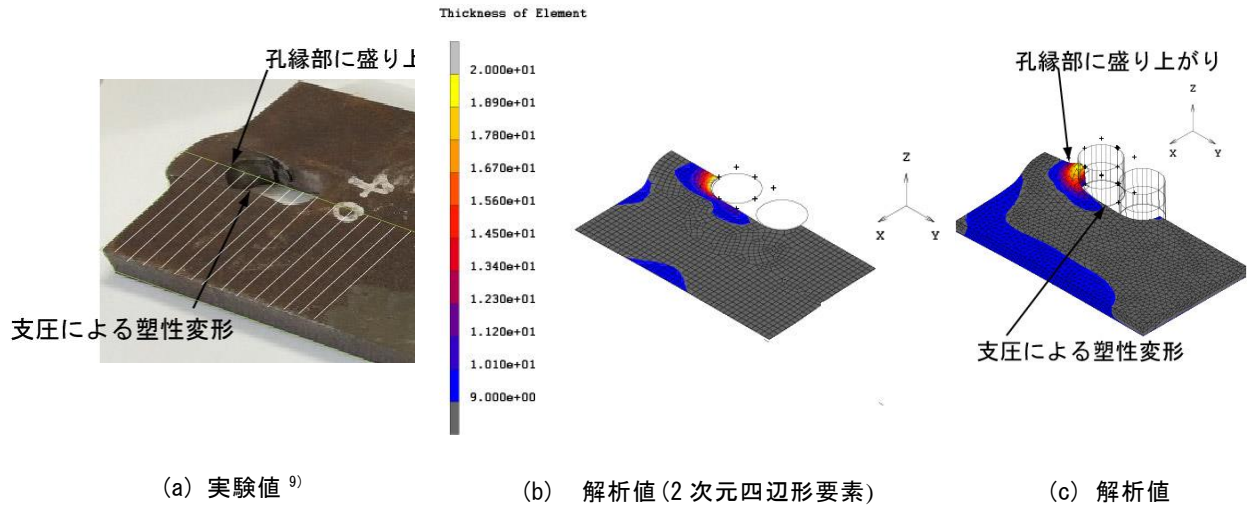 Thickness of Element
孔縁部に盛り上
2.000e+01
1.890e+01
1.780e+01
1.670e+01
1.560e+01
1.450e+01
1.340e+01
1.230e+01
1.120e+01
1.010e+01
9.000e+00
支圧による塑性変形
Z
X
Y
孔縁部に盛り上がり
Z
X
Y
支圧による塑性変形
(a) 実験値 9)
(b) 解析値(2次元四辺形要素)
(c) 解析値